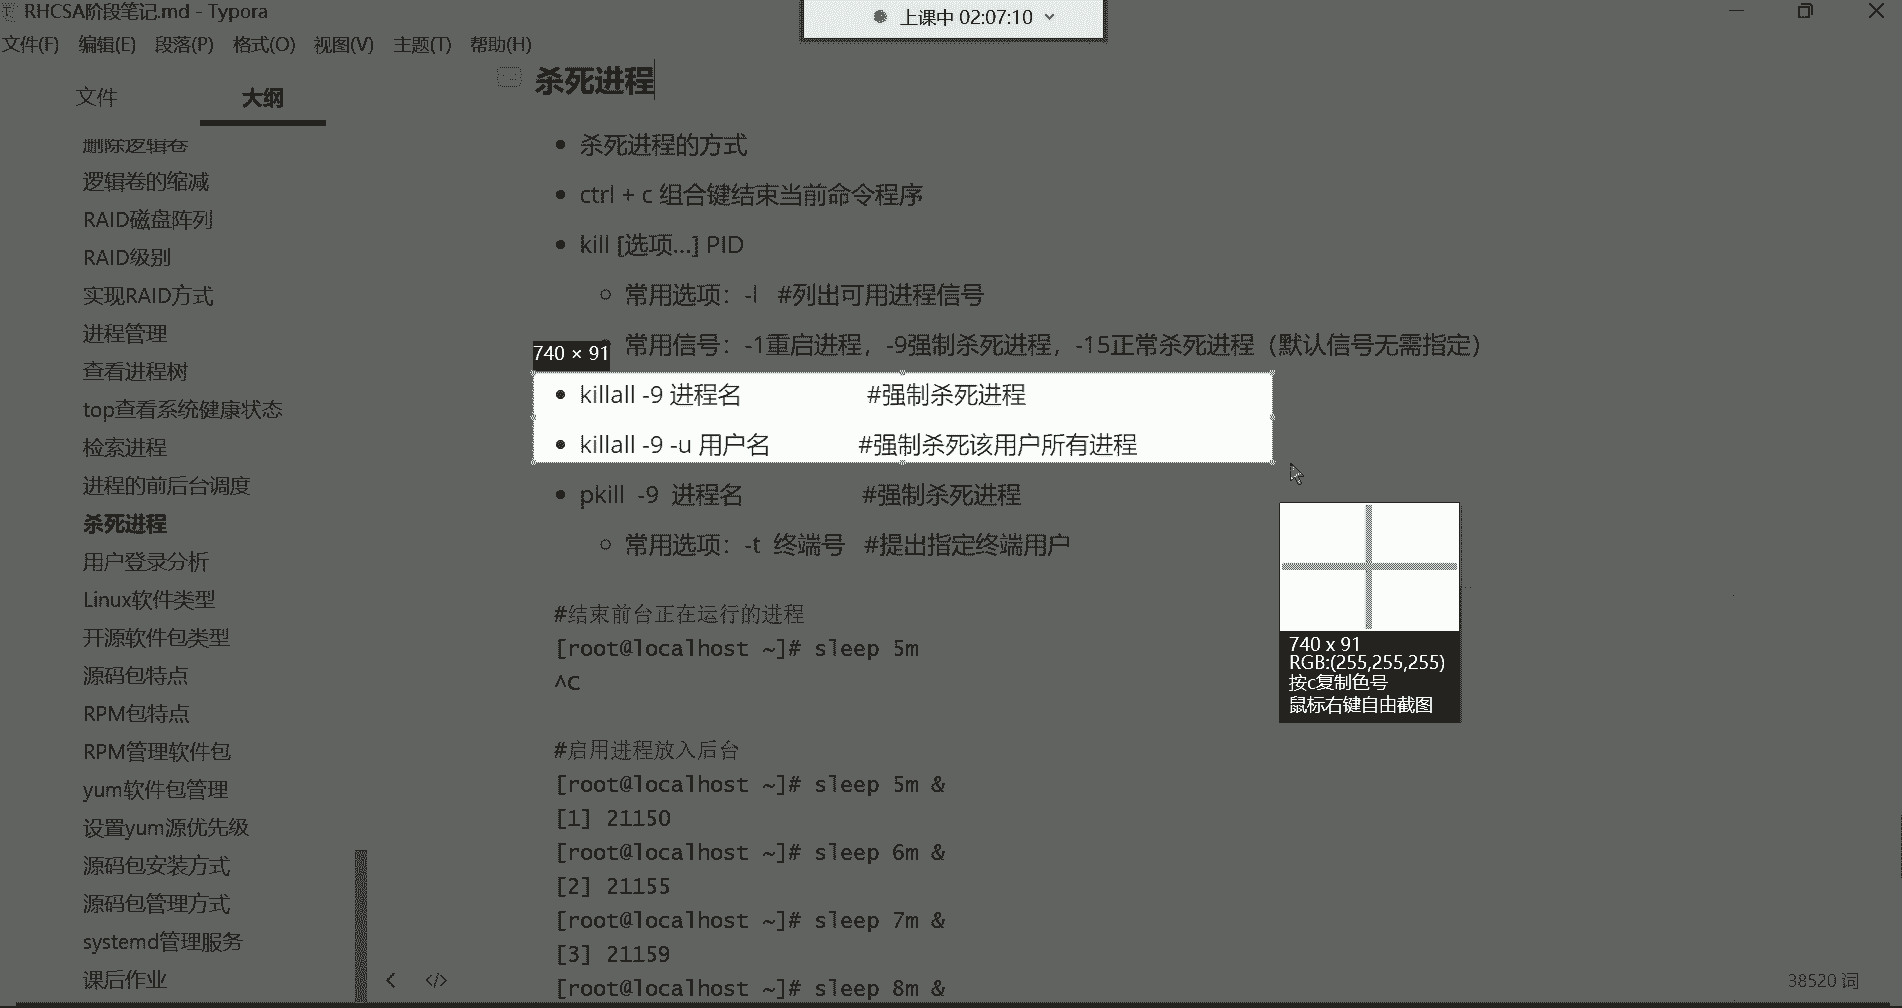 RHCSA阶段笔记.md - Typora
上课中 02:07:10
文件(F) 编辑(E) 段落(P) 格式(O) 视图(V) 主题(T) 帮助(H)
文件 大纲
删除逻辑卷
逻辑卷的缩减
RAID磁盘阵列
RAID级别
实现RAID方式
进程管理
查看进程树
top查看系统健康状态
检索进程
进程的前后台调度
杀死进程
用户登录分析
Linux软件类型
开源软件包类型
源码包特点
RPM包特点
RPM管理软件包
yum软件包管理
设置yum源优先级
源码包安装方式
源码包管理方式
systemd管理服务
课后作业
杀死进程
杀死进程的方式
ctrl + c 组合键结束当前命令程序
kill [选项...] PID
常用选项：-l #列出可用进程信号
常用信号：-1重启进程，-9强制杀死进程，-15正常杀死进程（默认信号无需指定）
740 × 91
killall -9 进程名 #强制杀死进程
killall -9 -u 用户名 #强制杀死该用户所有进程
pkill -9 进程名 #强制杀死进程
常用选项：-t 终端号 #提出指定终端用户
#结束前台正在运行的进程
[root@localhost ~]# sleep 5m
^C
#启用进程放入后台
[root@localhost ~]# sleep 5m &
[1] 21150
[root@localhost ~]# sleep 6m &
[2] 21155
[root@localhost ~]# sleep 7m &
[3] 21159
[root@localhost ~]# sleep 8m &
740 x 91
RGB:(255,255,255)
按c复制色号
鼠标右键自由截图
38520 词